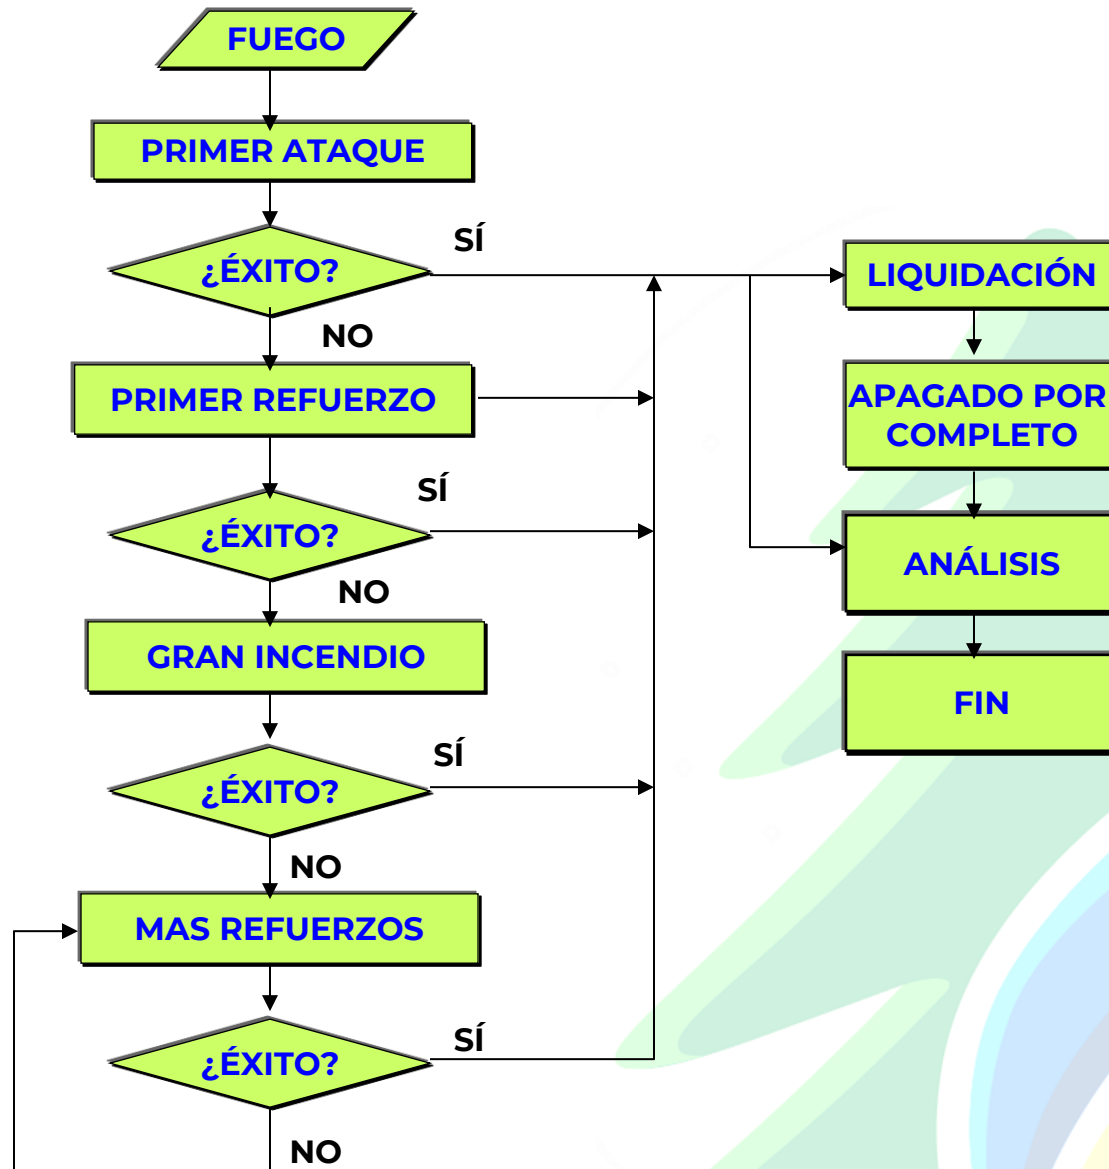 FUEGO
PRIMER ATAQUE
SÍ
¿ÉXITO?
NO
PRIMER REFUERZO
SÍ
¿ÉXITO?
NO
GRAN INCENDIO
SÍ
¿ÉXITO?
NO
MAS REFUERZOS
SÍ
¿ÉXITO?
NO
LIQUIDACIÓN
APAGADO POR
COMPLETO
ANÁLISIS
FIN